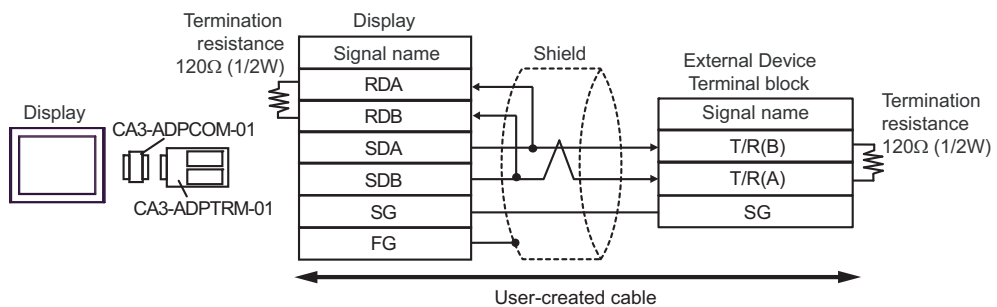 Termination
resistance
120Ω (1/2W)
Display
Signal name
RDA
RDB
SDA
SDB
SG
FG
Shield
External Device
Terminal block
Signal name
T/R(B)
T/R(A)
SG
Termination
resistance
120Ω (1/2W)
Display
CA3-ADPCOM-01
CA3-ADPTRM-01
User-created cable